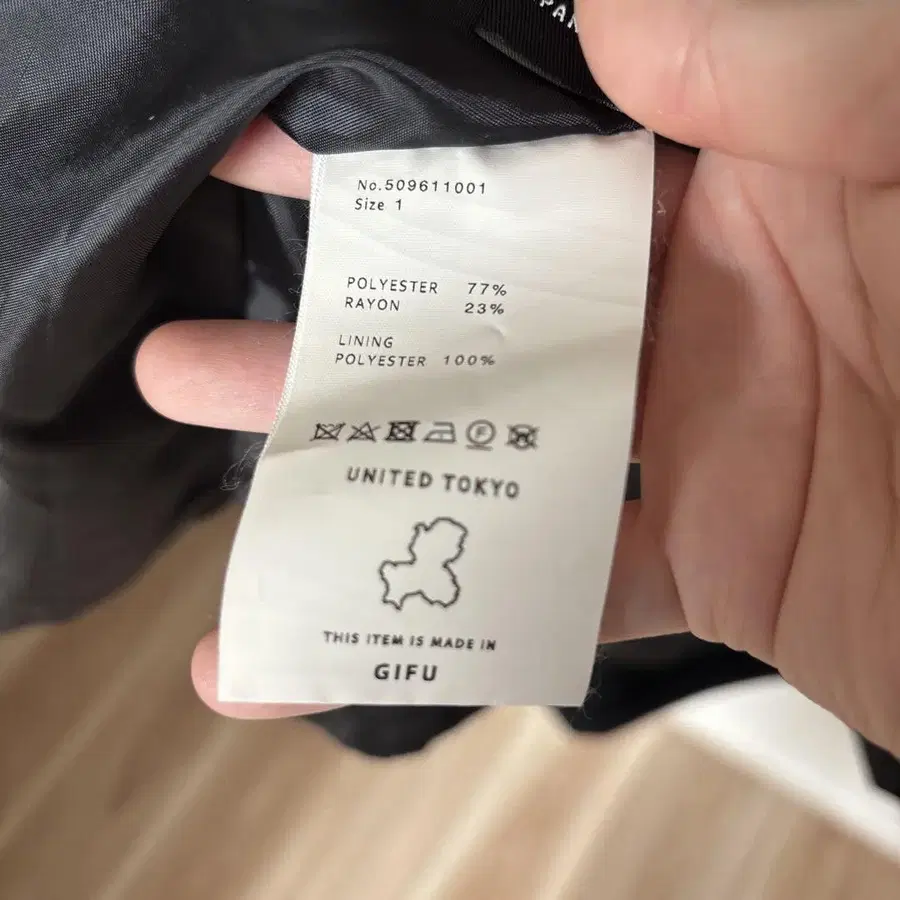 No.509611001
Size 1
POLYESTER 77%
RAYON 23%
LINING
POLYESTER 100%
F
UNITED TOKYO
THIS ITEM IS MADE IN
GIFU